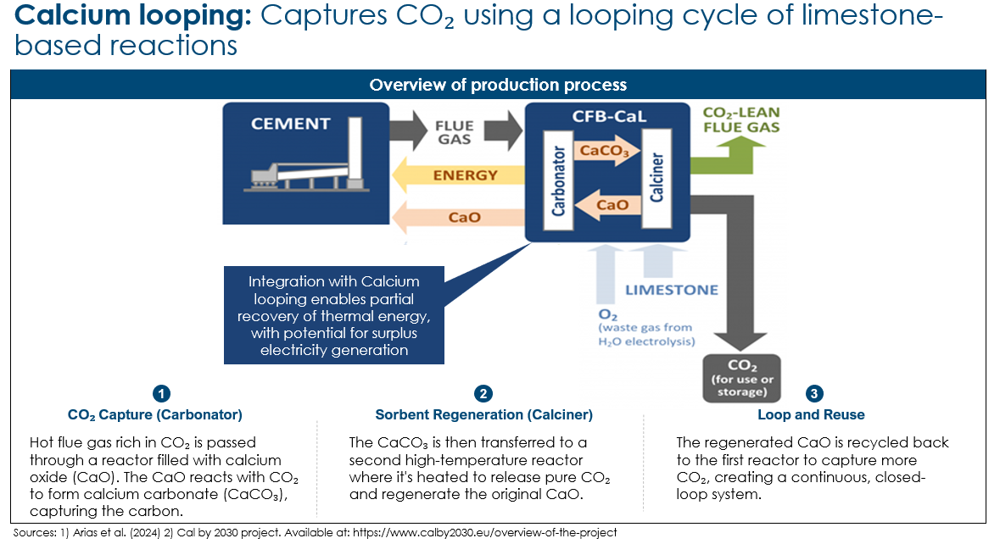 Calcium looping: Captures CO₂ using a looping cycle of limestone-
based reactions
Overview of production process
CEMENT
FLUE
GAS
ENERGY
CaO
CFB-CaL
Carbonator
CaCO₃
CaO
Calciner
CO₂-LEAN
FLUE GAS
Integration with Calcium
looping enables partial
recovery of thermal energy,
with potential for surplus
electricity generation
LIMESTONE
O₂
(waste gas from
H₂O electrolysis)
CO₂
(for use or
storage)
1
CO₂ Capture (Carbonator)
Hot flue gas rich in CO₂ is passed
through a reactor filled with calcium
oxide (CaO). The CaO reacts with CO₂
to form calcium carbonate (CaCO₃),
capturing the carbon.
2
Sorbent Regeneration (Calciner)
The CaCO₃ is then transferred to a
second high-temperature reactor
where it's heated to release pure CO₂
and regenerate the original CaO.
3
Loop and Reuse
The regenerated CaO is recycled back
to the first reactor to capture more
CO₂, creating a continuous, closed-
loop system.
Sources: 1) Arias et al. (2024) 2) Cal by 2030 project. Available at: https://www.calby2030.eu/overview-of-the-project